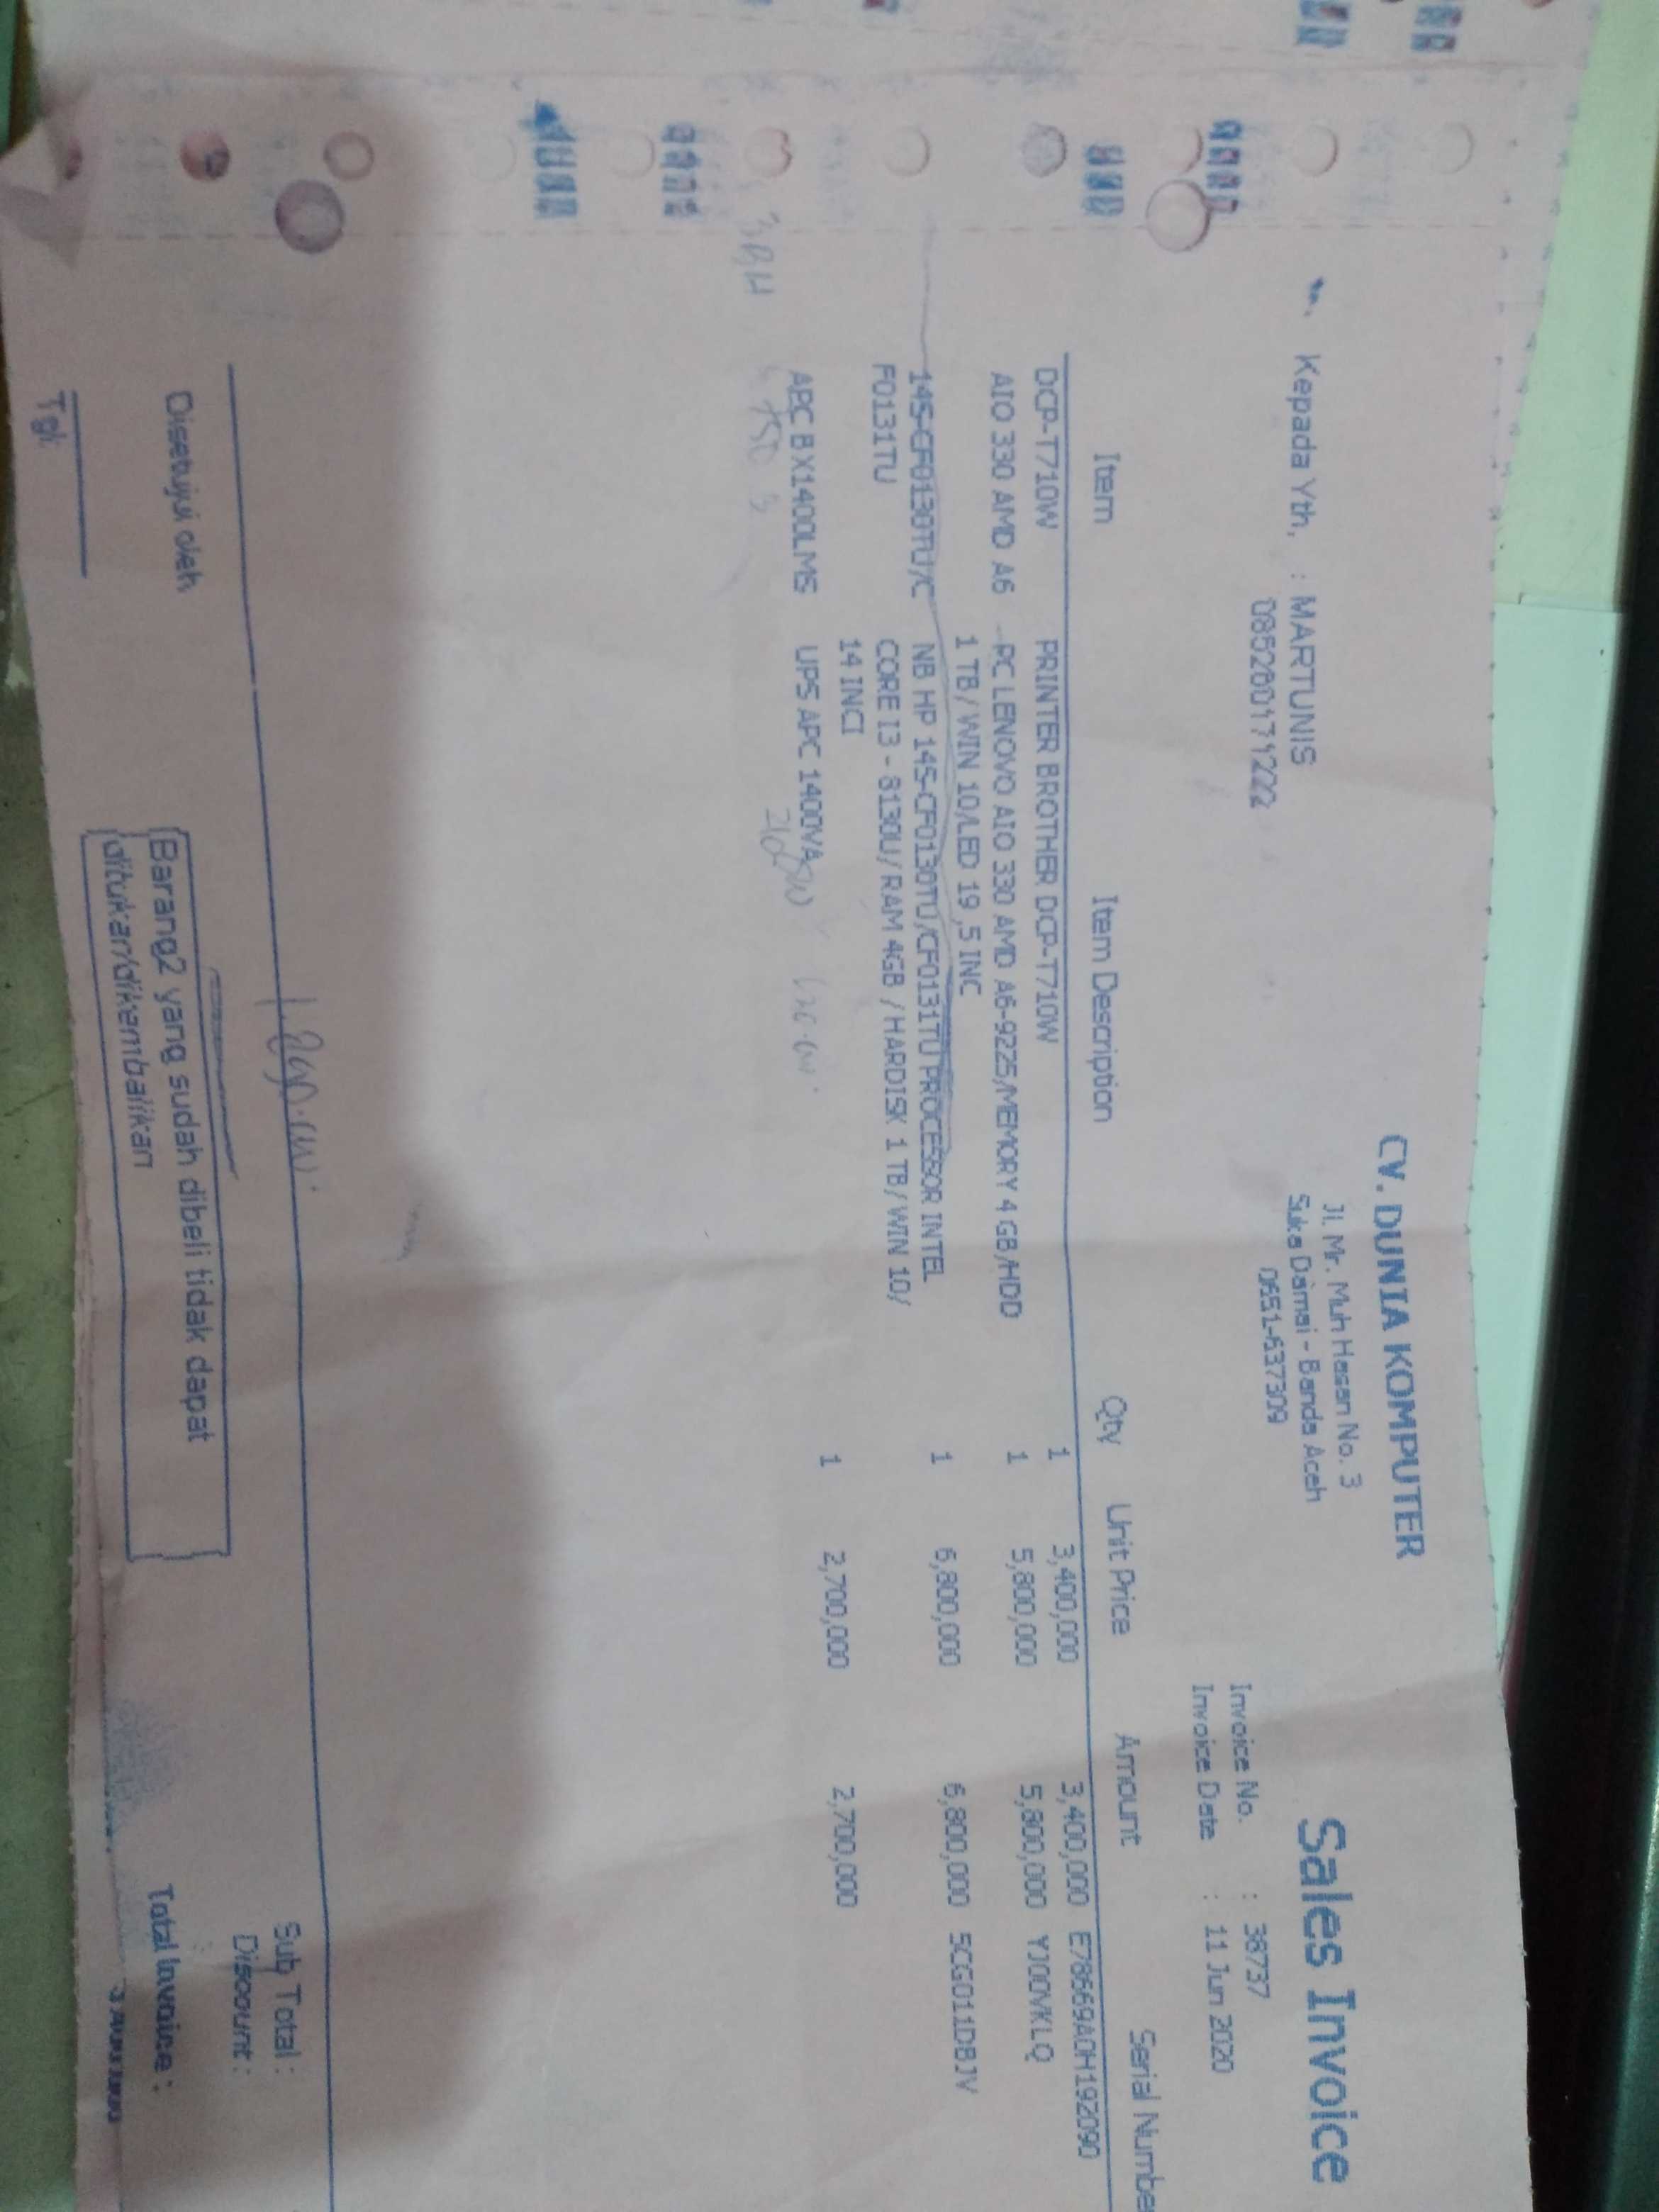 CV. DUNIA KOMPUTER
Jl. Mr. Muh Hasan No. 3
Suka Damai - Banda Aceh
0651-637309
Sales Invoice
Kepada Yth, : MARTUNIS
085280171222
Invoice No. : 38737
Invoice Date : 11 Jun 2020
Item Item Description Qty Unit Price Amount Serial Number
DCP-T710W PRINTER BROTHER DCP-T710W 1 3,400,000 3,400,000 E78669A0H192090
AIO 330 AMD A6 PC LENOVO AIO 330 AMD A6-9225/MEMORY 4 GB/HDD 1 5,800,000 5,800,000 YJ00VKLQ
1 TB/ WIN 10/LED 19 ,5 INC
14S-CF0130TU/C NB HP 14S-CF0130TU/CF0131TU PROCESSOR INTEL 1 6,800,000 6,800,000 5CG011DBJV
F0131TU CORE I3 - 8130U/ RAM 4GB / HARDISK 1 TB/ WIN 10/
14 INCI
APC BX1400LMS UPS APC 1400VA 1 2,700,000 2,700,000
Sub Total :
Discount :
Total Invoice :
Disetujui oleh
Barang2 yang sudah dibeli tidak dapat
ditukar/dikembalikan
Tgl: